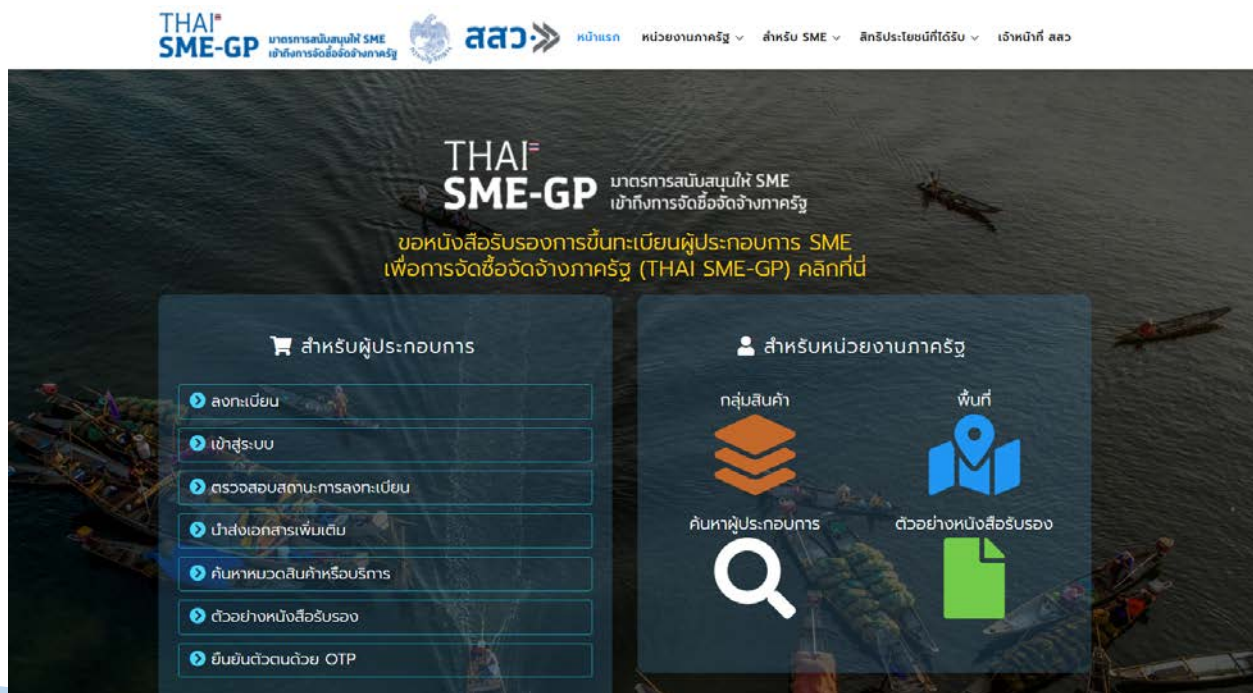 THAI
SME-GP มาตรการสนับสนุนให้ SME
เข้าถึงการจัดซื้อจัดจ้างภาครัฐ
สสว.
หน้าแรก หน่วยงานภาครัฐ สำหรับ SME สิทธิประโยชน์ที่ได้รับ เจ้าหน้าที่ สสว
THAI
SME-GP มาตรการสนับสนุนให้ SME
เข้าถึงการจัดซื้อจัดจ้างภาครัฐ
ขอหนังสือรับรองการขึ้นทะเบียนผู้ประกอบการ SME
เพื่อการจัดซื้อจัดจ้างภาครัฐ (THAI SME-GP) คลิกที่นี่
สำหรับผู้ประกอบการ
ลงทะเบียน
เข้าสู่ระบบ
ตรวจสอบสถานะการลงทะเบียน
นำส่งเอกสารเพิ่มเติม
ค้นหาหมวดสินค้าหรือบริการ
ตัวอย่างหนังสือรับรอง
ยืนยันตัวตนด้วย OTP
สำหรับหน่วยงานภาครัฐ
กลุ่มสินค้า พื้นที่
ค้นหาผู้ประกอบการ ตัวอย่างหนังสือรับรอง